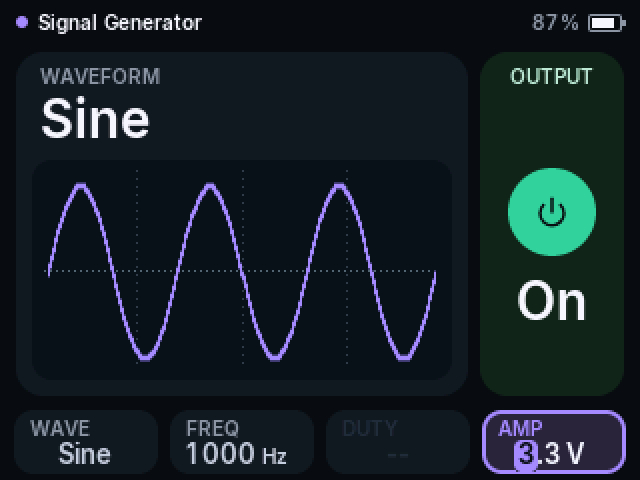 Signal Generator
87%
WAVEFORM
Sine
OUTPUT
On
WAVE
Sine
FREQ
1000 Hz
DUTY
--
AMP
3.3 V